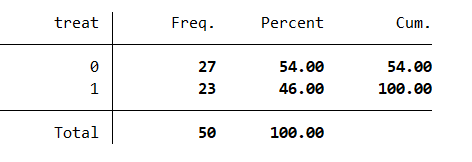 treat Freq. Percent Cum.
0 27 54.00 54.00
1 23 46.00 100.00
Total 50 100.00